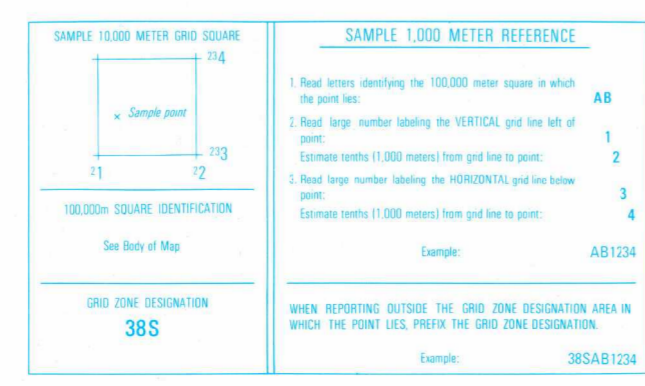 SAMPLE 10,000 METER GRID SQUARE
234
× Sample point
233
21 22
100,000m SQUARE IDENTIFICATION
See Body of Map
GRID ZONE DESIGNATION
38S
SAMPLE 1,000 METER REFERENCE
1. Read letters identifying the 100,000 meter square in which
the point lies: AB
2. Read large number labeling the VERTICAL grid line left of
point: 1
Estimate tenths (1,000 meters) from grid line to point: 2
3. Read large number labeling the HORIZONTAL grid line below
point: 3
Estimate tenths (1,000 meters) from grid line to point: 4
Example: AB1234
WHEN REPORTING OUTSIDE THE GRID ZONE DESIGNATION AREA IN
WHICH THE POINT LIES, PREFIX THE GRID ZONE DESIGNATION.
Example: 38SAB1234